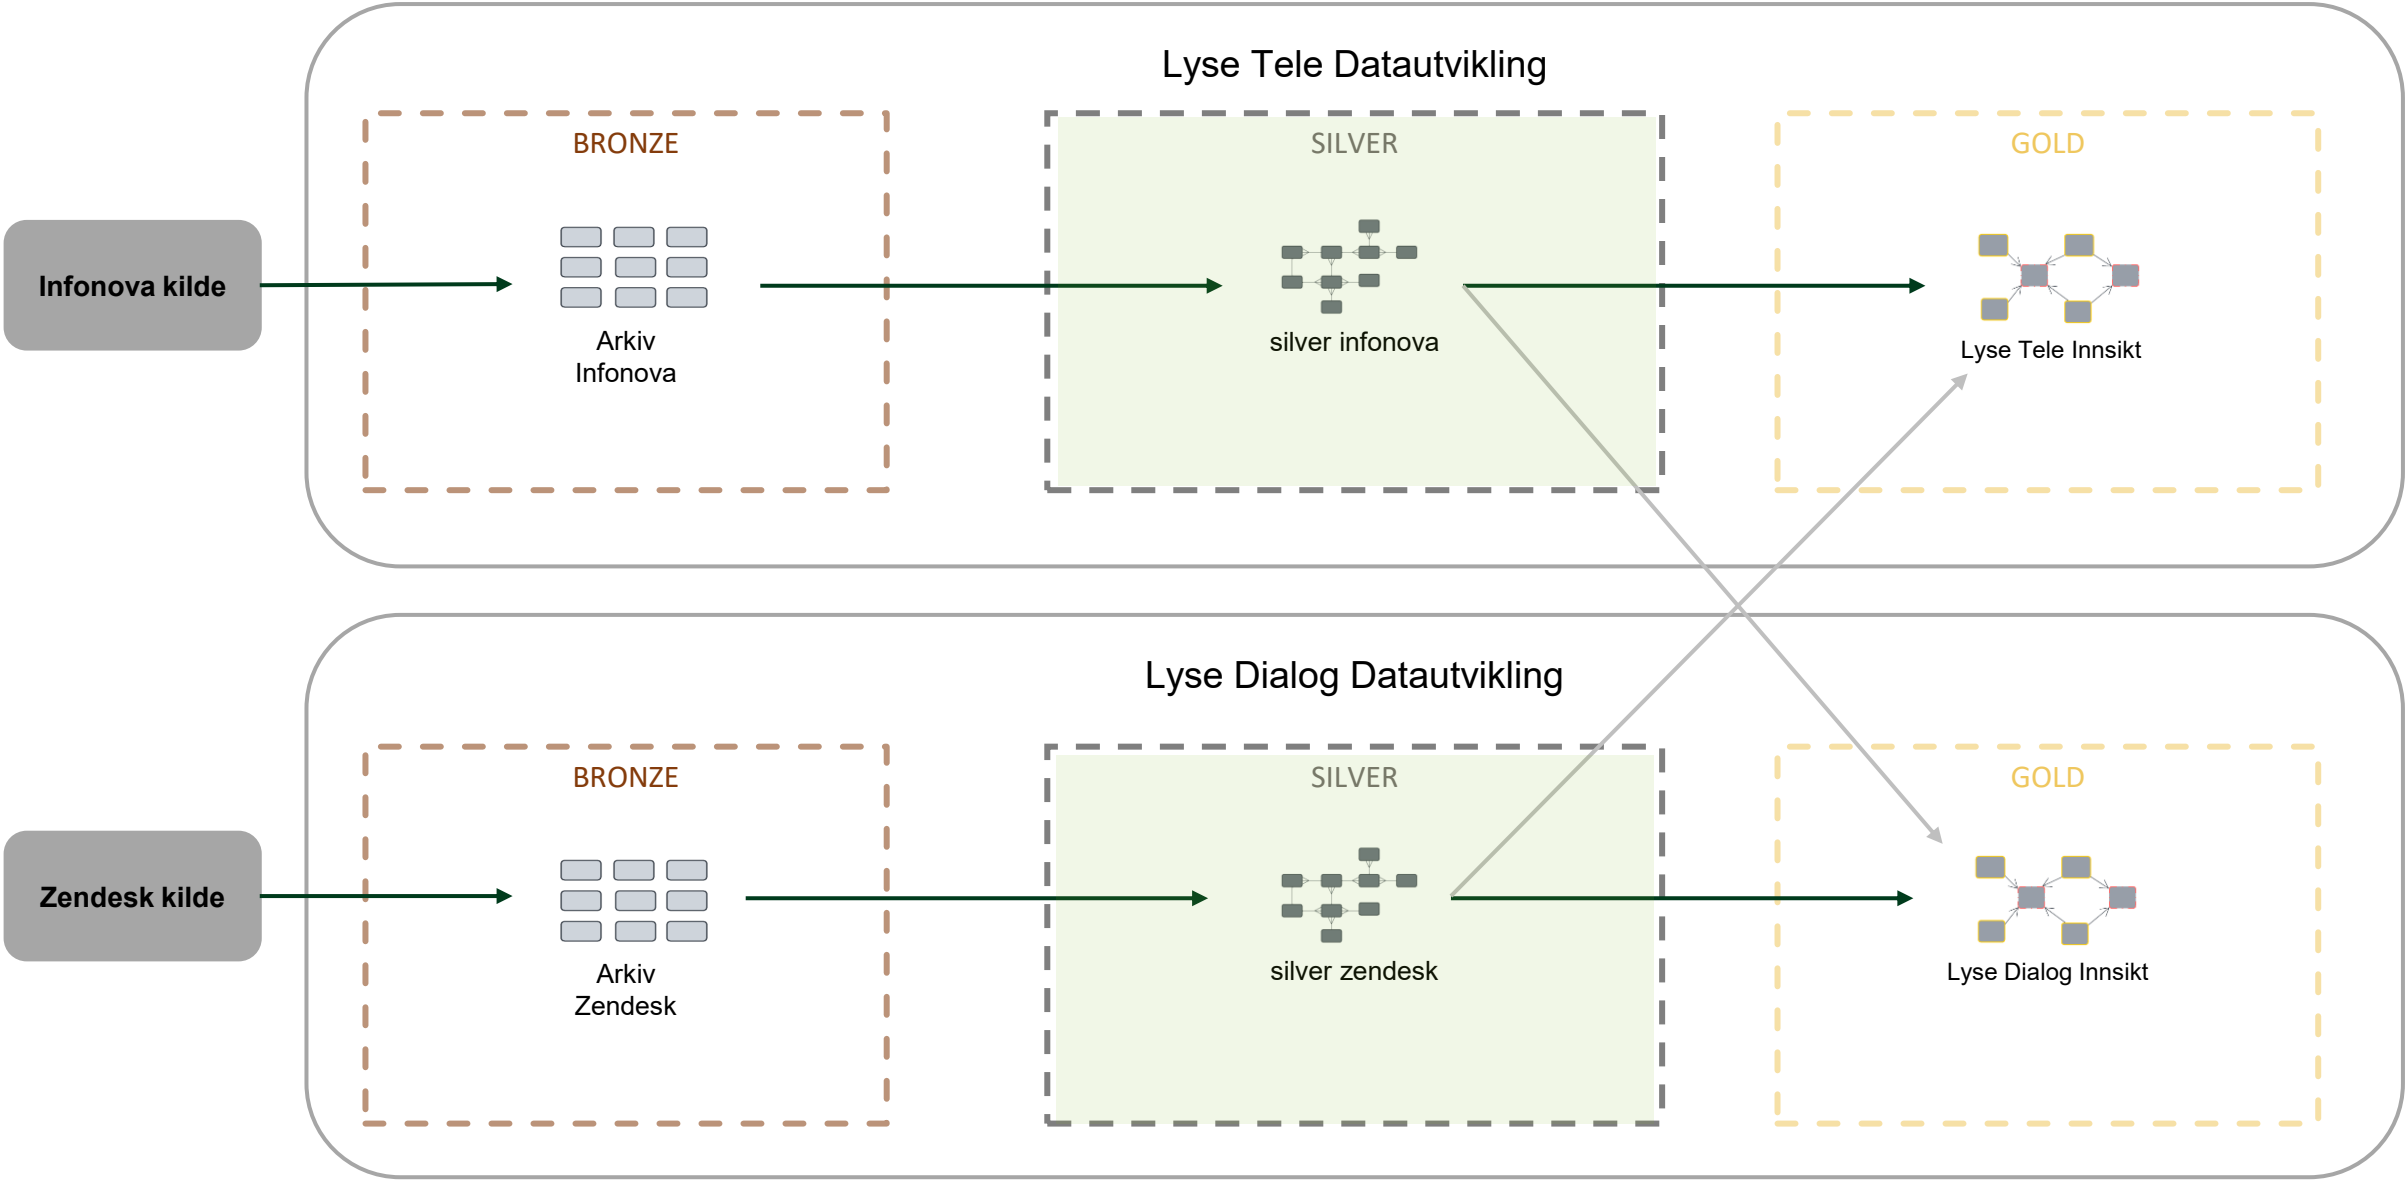 Lyse Tele Datautvikling
BRONZE
SILVER
GOLD
Infonova kilde
Arkiv
Infonova
silver infonova
Lyse Tele Innsikt
Lyse Dialog Datautvikling
BRONZE
SILVER
GOLD
Zendesk kilde
Arkiv
Zendesk
silver zendesk
Lyse Dialog Innsikt